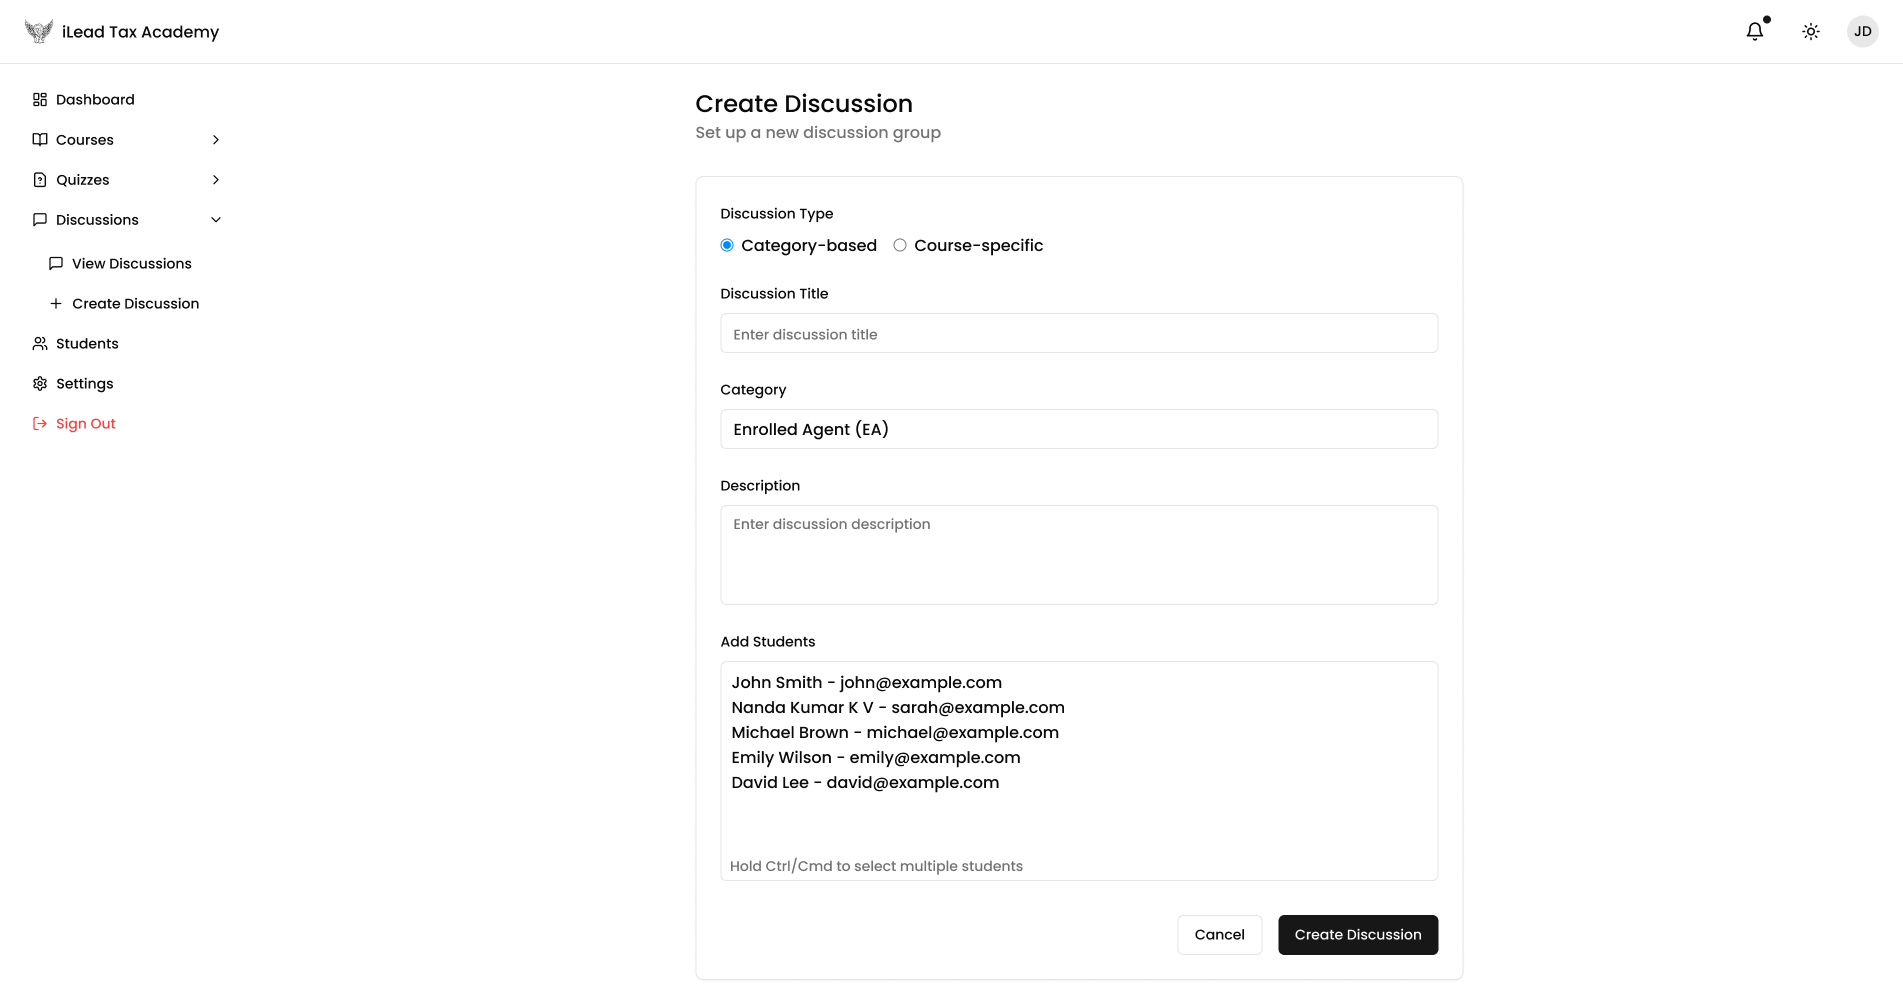 iLead Tax Academy
JD
Dashboard
Courses
Quizzes
Discussions
View Discussions
Create Discussion
Students
Settings
Sign Out
Create Discussion
Set up a new discussion group
Discussion Type
Category-based
Course-specific
Discussion Title
Enter discussion title
Category
Enrolled Agent (EA)
Description
Enter discussion description
Add Students
John Smith - john@example.com
Nanda Kumar K V - sarah@example.com
Michael Brown - michael@example.com
Emily Wilson - emily@example.com
David Lee - david@example.com
Hold Ctrl/Cmd to select multiple students
Cancel
Create Discussion